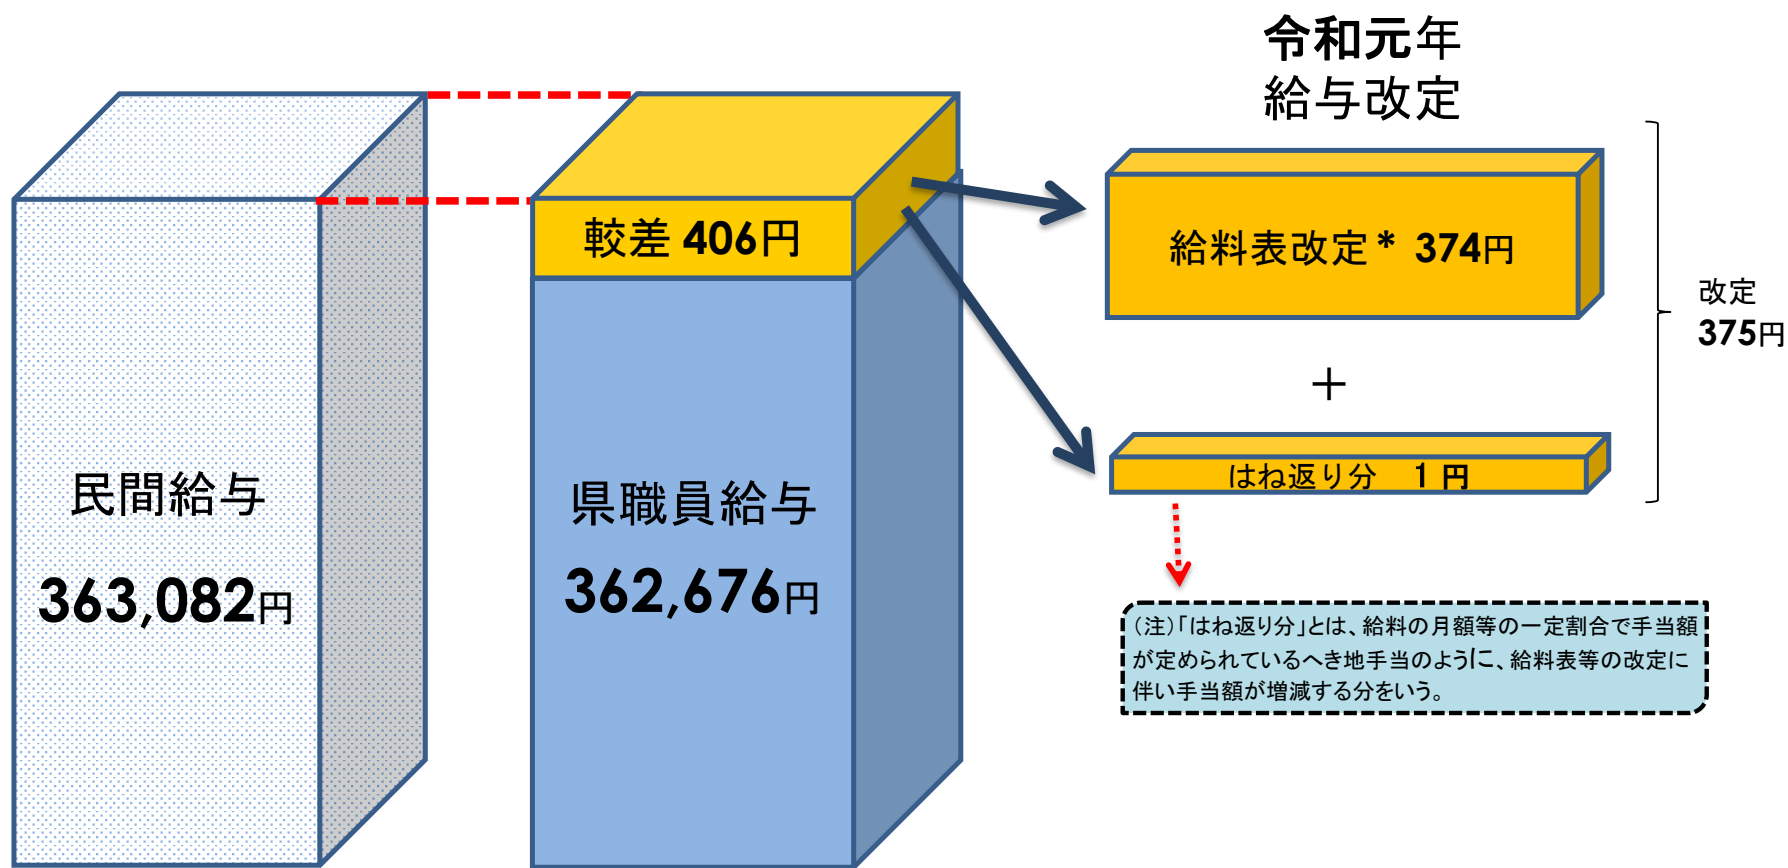 令和元年
給与改定
較差 406円
給料表改定* 374円
改定
375円
＋
はね返り分 1 円
民間給与
363,082円
県職員給与
362,676円
（注）「はね返り分」とは、給料の月額等の一定割合で手当額
が定められているへき地手当のように、給料表等の改定に
伴い手当額が増減する分をいう。